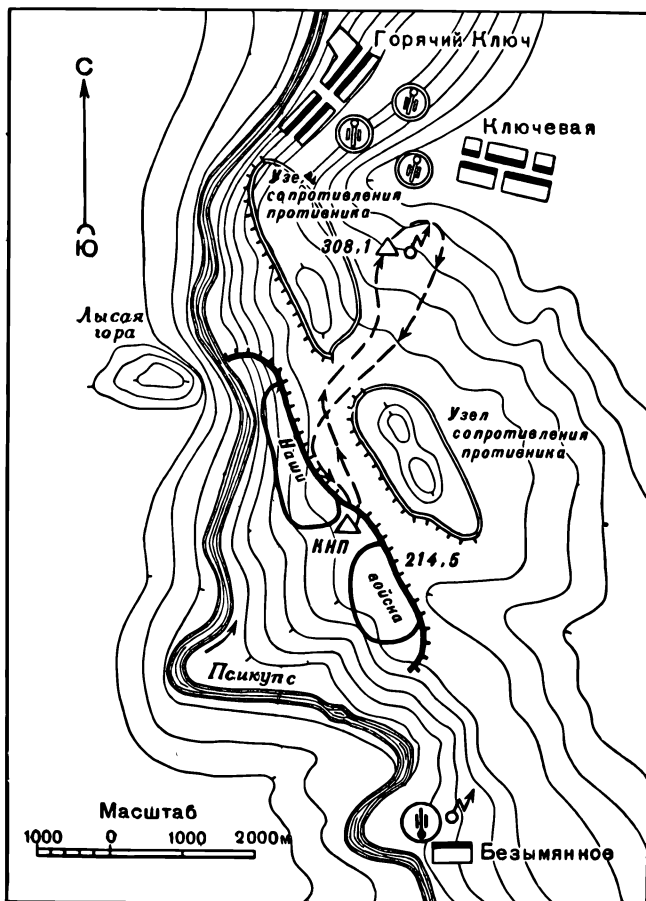 Горячий Ключ
С
Ю
Ключевая
Узел
сопротивления
противника
308,1
Лысая
гора
Узел
сопротивления
противника
Наши
КНП
214,5
войска
Псикупс
Масштаб
1000 0 1000 2000м
Безымянное